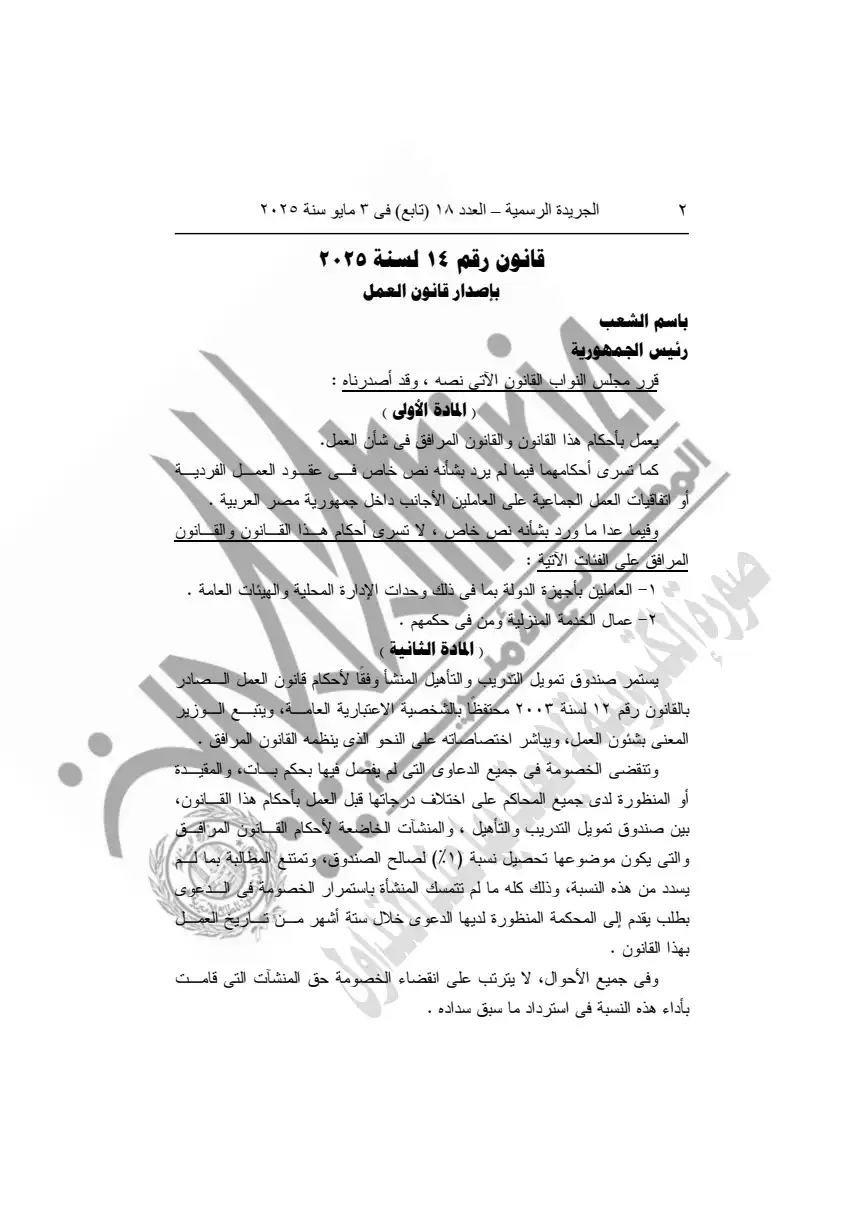 ٢ الجريدة الرسمية – العدد ١٨ (تابع) فى ٣ مايو سنة ٢٠٢٥
قانون رقم ١٤ لسنة ٢٠٢٥
بإصدار قانون العمل
باسم الشعب
رئيس الجمهورية
قرر مجلس النواب القانون الآتى نصه ، وقد أصدرناه :
( المادة الأولى )
يعمل بأحكام هذا القانون والقانون المرافق فى شأن العمل.
كما تسرى أحكامهما فيما لم يرد بشأنه نص خاص فى عقود العمل الفردية
أو اتفاقيات العمل الجماعية على العاملين الأجانب داخل جمهورية مصر العربية .
وفيما عدا ما ورد بشأنه نص خاص ، لا تسرى أحكام هذا القانون والقانون
المرافق على الفئات الآتية :
١- العاملين بأجهزة الدولة بما فى ذلك وحدات الإدارة المحلية والهيئات العامة .
٢- عمال الخدمة المنزلية ومن فى حكمهم .
( المادة الثانية )
يستمر صندوق تمويل التدريب والتأهيل المنشأ وفقًا لأحكام قانون العمل الصادر
بالقانون رقم ١٢ لسنة ٢٠٠٣ محتفظًا بالشخصية الاعتبارية العامة، ويتبع الوزير
المعنى بشئون العمل، ويباشر اختصاصاته على النحو الذى ينظمه القانون المرافق .
وتنقضى الخصومة فى جميع الدعاوى التى لم يفصل فيها بحكم بات، والمقيدة
أو المنظورة لدى جميع المحاكم على اختلاف درجاتها قبل العمل بأحكام هذا القانون،
بين صندوق تمويل التدريب والتأهيل ، والمنشآت الخاضعة لأحكام القانون المرافق
والتى يكون موضوعها تحصيل نسبة (١٪) لصالح الصندوق، وتمتنع المطالبة بما لم
يسدد من هذه النسبة، وذلك كله ما لم تتمسك المنشأة باستمرار الخصومة فى الدعوى
بطلب يقدم إلى المحكمة المنظورة لديها الدعوى خلال ستة أشهر من تاريخ العمل
بهذا القانون .
وفى جميع الأحوال، لا يترتب على انقضاء الخصومة حق المنشآت التى قامت
بأداء هذه النسبة فى استرداد ما سبق سداده .